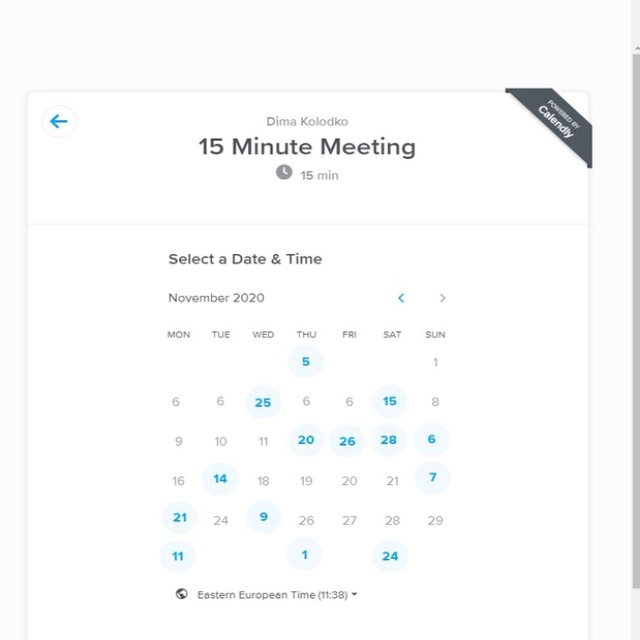 POWERED BY
Calendly
Dima Kolodko
15 Minute Meeting
15 min
Select a Date & Time
November 2020
MON TUE WED THU FRI SAT SUN
5 1
6 6 25 6 6 15 8
9 10 11 20 26 28 6
16 14 18 19 20 21 7
21 24 9 26 27 28 29
11 1 24
Eastern European Time (11:38)